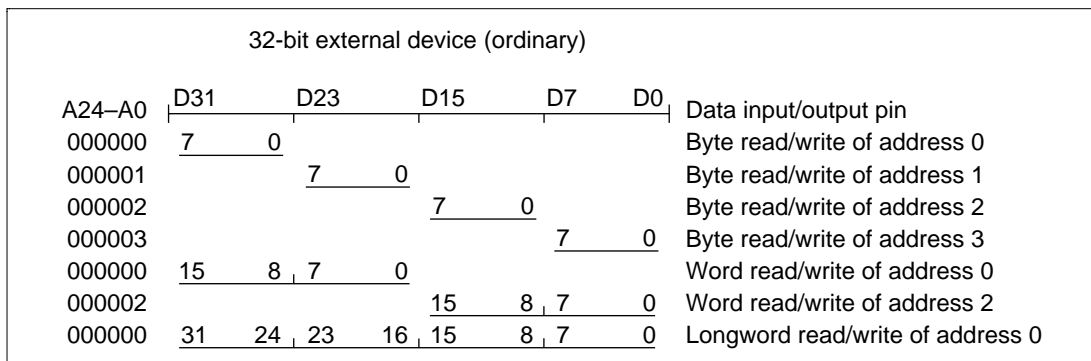 32-bit external device (ordinary)
A24–A0 D31 D23 D15 D7 D0 Data input/output pin
000000 7 0 Byte read/write of address 0
000001 7 0 Byte read/write of address 1
000002 7 0 Byte read/write of address 2
000003 7 0 Byte read/write of address 3
000000 15 8 7 0 Word read/write of address 0
000002 15 8 7 0 Word read/write of address 2
000000 31 24 23 16 15 8 7 0 Longword read/write of address 0